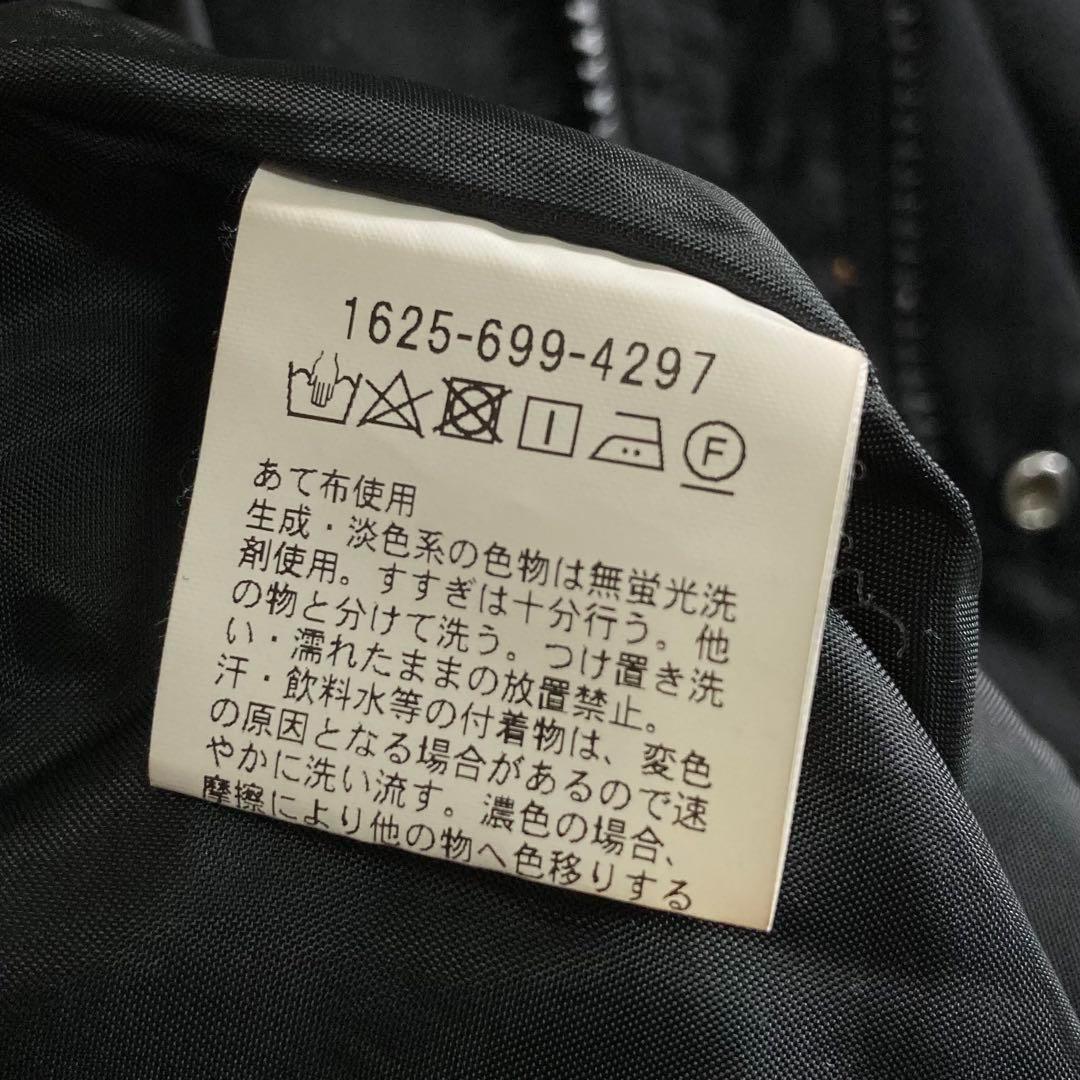 1625-699-4297
F
あて布使用
生成・淡色系の色物は無蛍光洗
剤使用。すすぎは十分行う。他
の物と分けて洗う。つけ置き洗
い・濡れたままの放置禁止。
汗・飲料水等の付着物は、変色
の原因となる場合があるので速
やかに洗い流す。濃色の場合、
摩擦により他の物へ色移りする